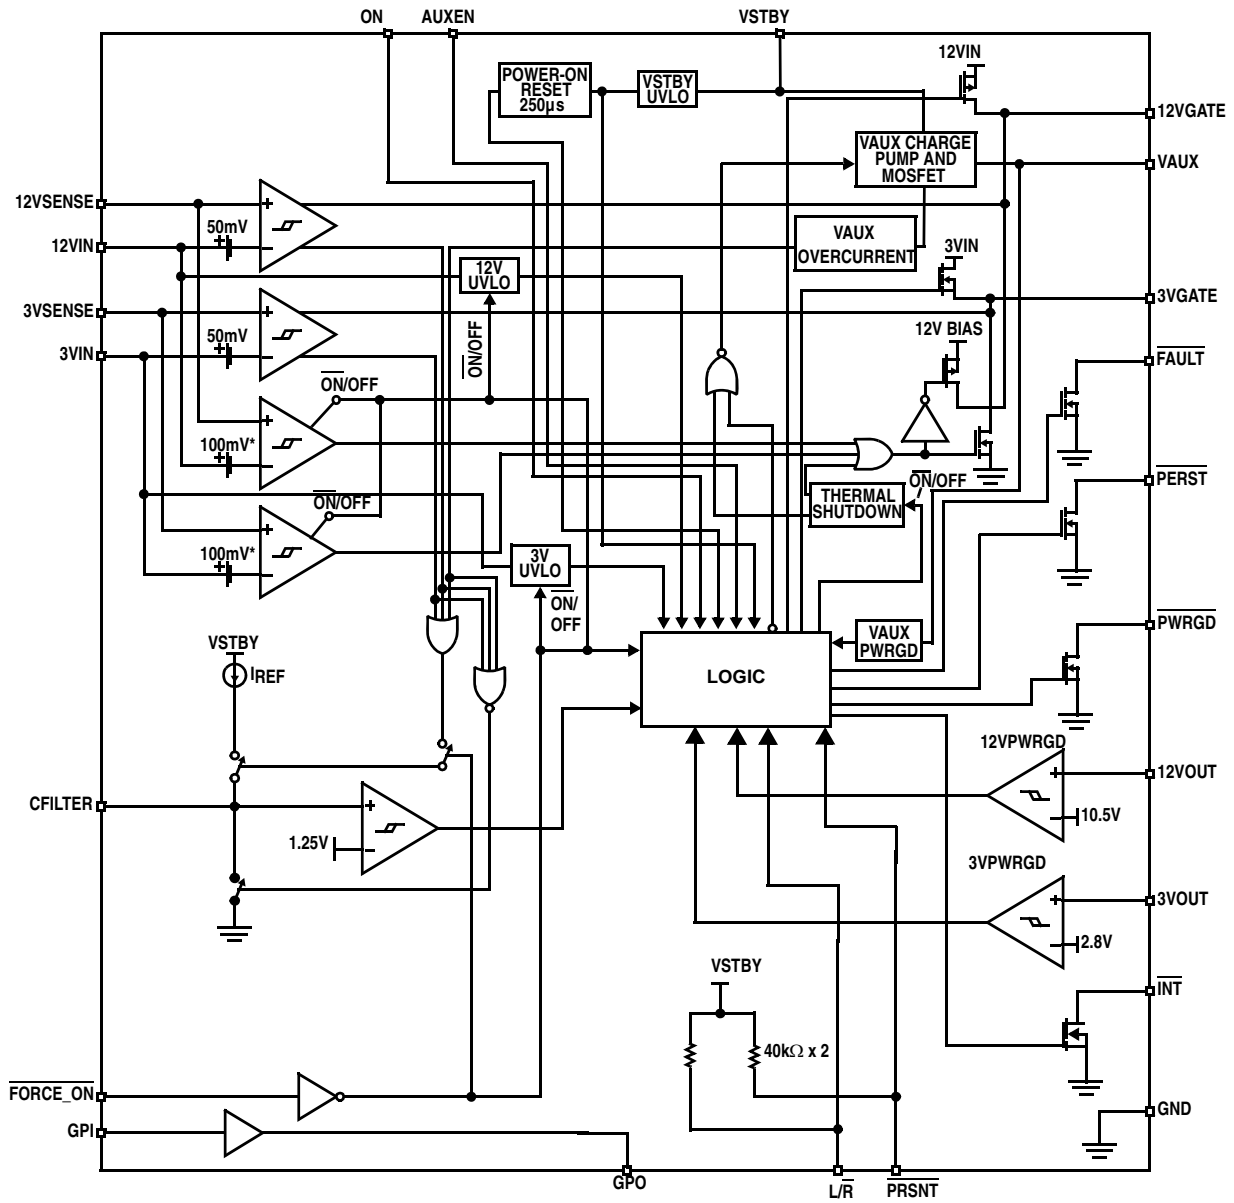 ON
AUXEN
VSTBY
12VIN
POWER-ON
RESET
250µs
VSTBY
UVLO
12VGATE
VAUX CHARGE
PUMP AND
MOSFET
VAUX
12VSENSE
+
50mV
+
−
12VIN
VAUX
OVERCURRENT
3VIN
12V
UVLO
3VGATE
3VSENSE
+
50mV
+
−
3VIN
ON/OFF
12V BIAS
FAULT
ON/OFF
+
100mV*
+
−
ON/OFF
THERMAL
SHUTDOWN
PERST
ON/OFF
+
100mV*
+
−
3V
UVLO
ON/
OFF
VSTBY
IREF
LOGIC
VAUX
PWRGD
PWRGD
12VPWRGD
+
12VOUT
−
10.5V
CFILTER
+
1.25V
−
3VPWRGD
+
3VOUT
−
2.8V
VSTBY
INT
40kΩ x 2
FORCE_ON
GPI
GND
GPO
L/R
PRSNT